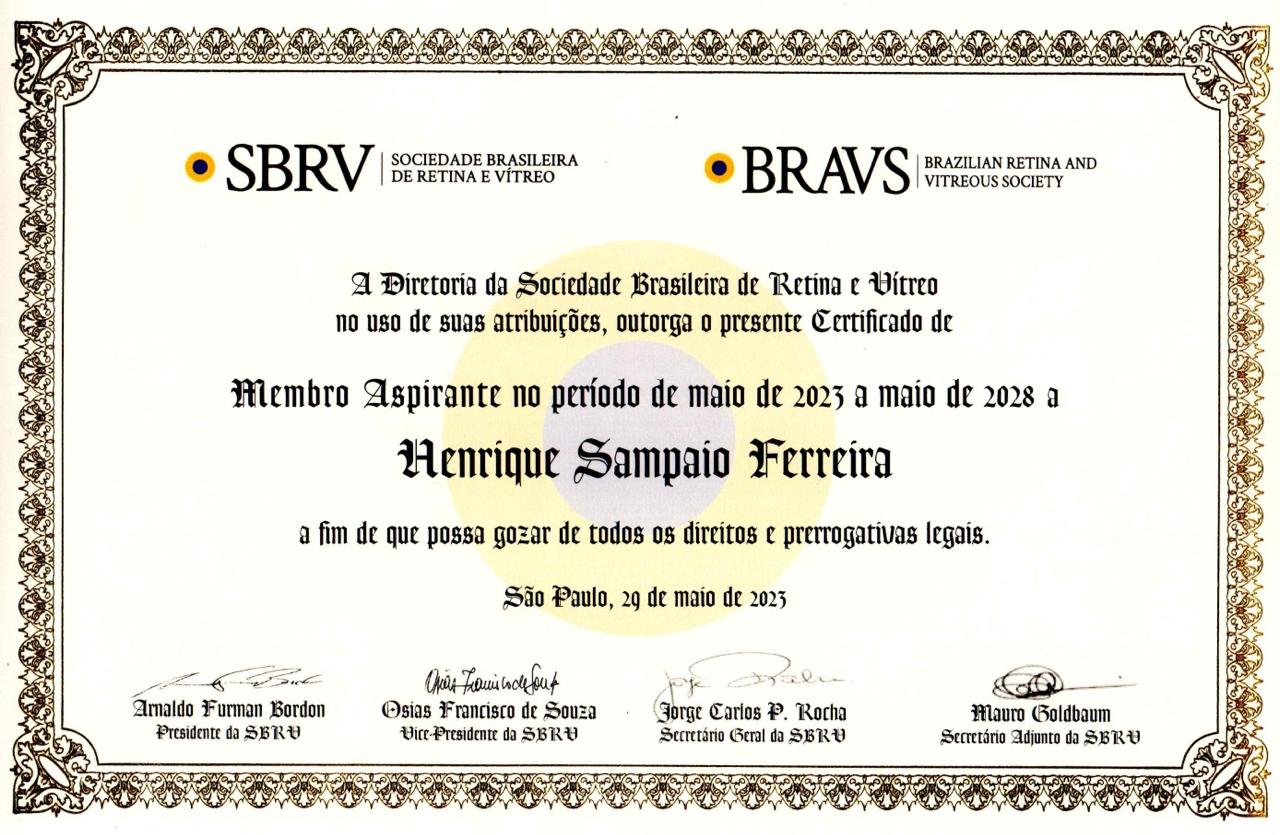 SBRV SOCIEDADE BRASILEIRA
DE RETINA E VÍTREO
BRAVS BRAZILIAN RETINA AND
VITREOUS SOCIETY
A Diretoria da Sociedade Brasileira de Retina e Vítreo
no uso de suas atribuições, outorga o presente Certificado de
Membro Aspirante no período de maio de 2023 a maio de 2028 a
Henrique Sampaio Ferreira
a fim de que possa gozar de todos os direitos e prerrogativas legais.
São Paulo, 29 de maio de 2023
Arnaldo Furman Bordon
Presidente da SBRV
Osias Francisco de Souza
Vice-Presidente da SBRV
Jorge Carlos P. Rocha
Secretário Geral da SBRV
Mauro Goldbaum
Secretário Adjunto da SBRV